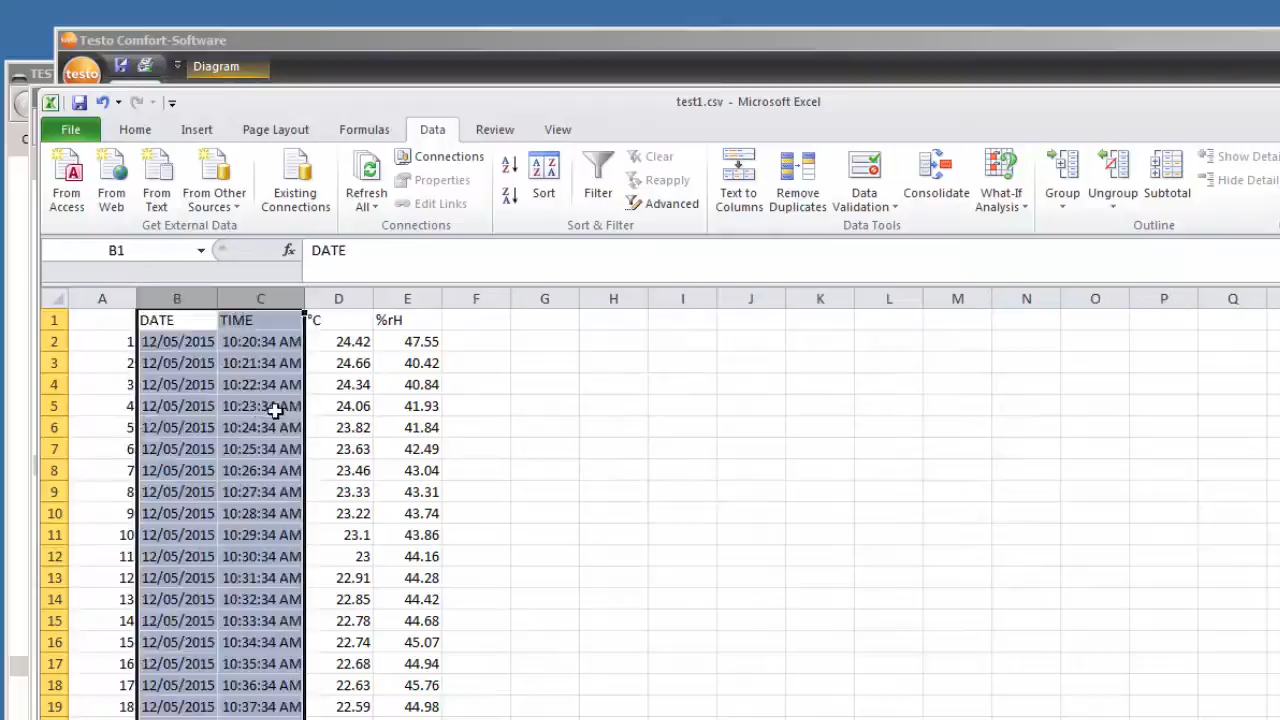 Testo Comfort-Software
TEST
testo Diagram
test1.csv - Microsoft Excel
File Home Insert Page Layout Formulas Data Review View
From Access
From Web
From Text
From Other Sources
Existing Connections
Get External Data
Refresh All
Connections
Properties
Edit Links
Connections
Sort
Filter
Clear
Reapply
Advanced
Sort & Filter
Text to Columns
Remove Duplicates
Data Validation
Consolidate
What-If Analysis
Data Tools
Group
Ungroup
Subtotal
Show Detai
Hide Detail
Outline
B1 fx DATE
A B C D E F G H I J K L M N O P Q
1 DATE TIME °C %rH
2 1 12/05/2015 10:20:34 AM 24.42 47.55
3 2 12/05/2015 10:21:34 AM 24.66 40.42
4 3 12/05/2015 10:22:34 AM 24.34 40.84
5 4 12/05/2015 10:23:34 AM 24.06 41.93
6 5 12/05/2015 10:24:34 AM 23.82 41.84
7 6 12/05/2015 10:25:34 AM 23.63 42.49
8 7 12/05/2015 10:26:34 AM 23.46 43.04
9 8 12/05/2015 10:27:34 AM 23.33 43.31
10 9 12/05/2015 10:28:34 AM 23.22 43.74
11 10 12/05/2015 10:29:34 AM 23.1 43.86
12 11 12/05/2015 10:30:34 AM 23 44.16
13 12 12/05/2015 10:31:34 AM 22.91 44.28
14 13 12/05/2015 10:32:34 AM 22.85 44.42
15 14 12/05/2015 10:33:34 AM 22.78 44.68
16 15 12/05/2015 10:34:34 AM 22.74 45.07
17 16 12/05/2015 10:35:34 AM 22.68 44.94
18 17 12/05/2015 10:36:34 AM 22.63 45.76
19 18 12/05/2015 10:37:34 AM 22.59 44.98